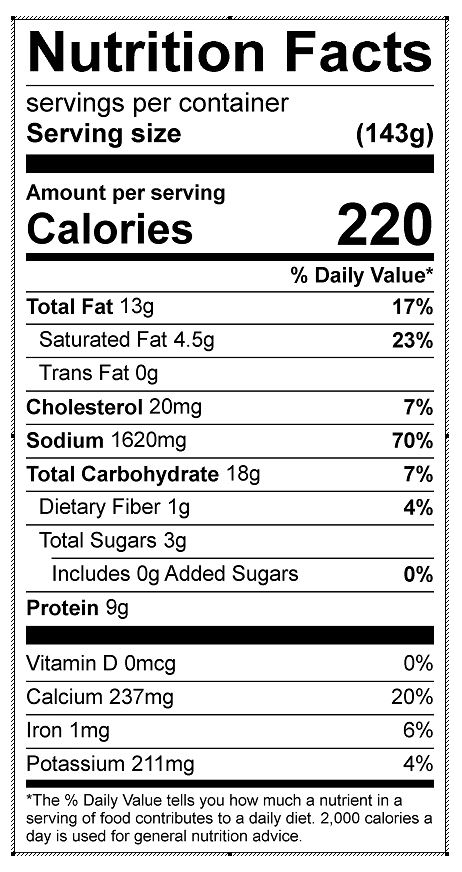 Nutrition Facts
servings per container
Serving size (143g)
Amount per serving
Calories 220
% Daily Value*
Total Fat 13g 17%
Saturated Fat 4.5g 23%
Trans Fat 0g
Cholesterol 20mg 7%
Sodium 1620mg 70%
Total Carbohydrate 18g 7%
Dietary Fiber 1g 4%
Total Sugars 3g
Includes 0g Added Sugars 0%
Protein 9g
Vitamin D 0mcg 0%
Calcium 237mg 20%
Iron 1mg 6%
Potassium 211mg 4%
*The % Daily Value tells you how much a nutrient in a
serving of food contributes to a daily diet. 2,000 calories a
day is used for general nutrition advice.